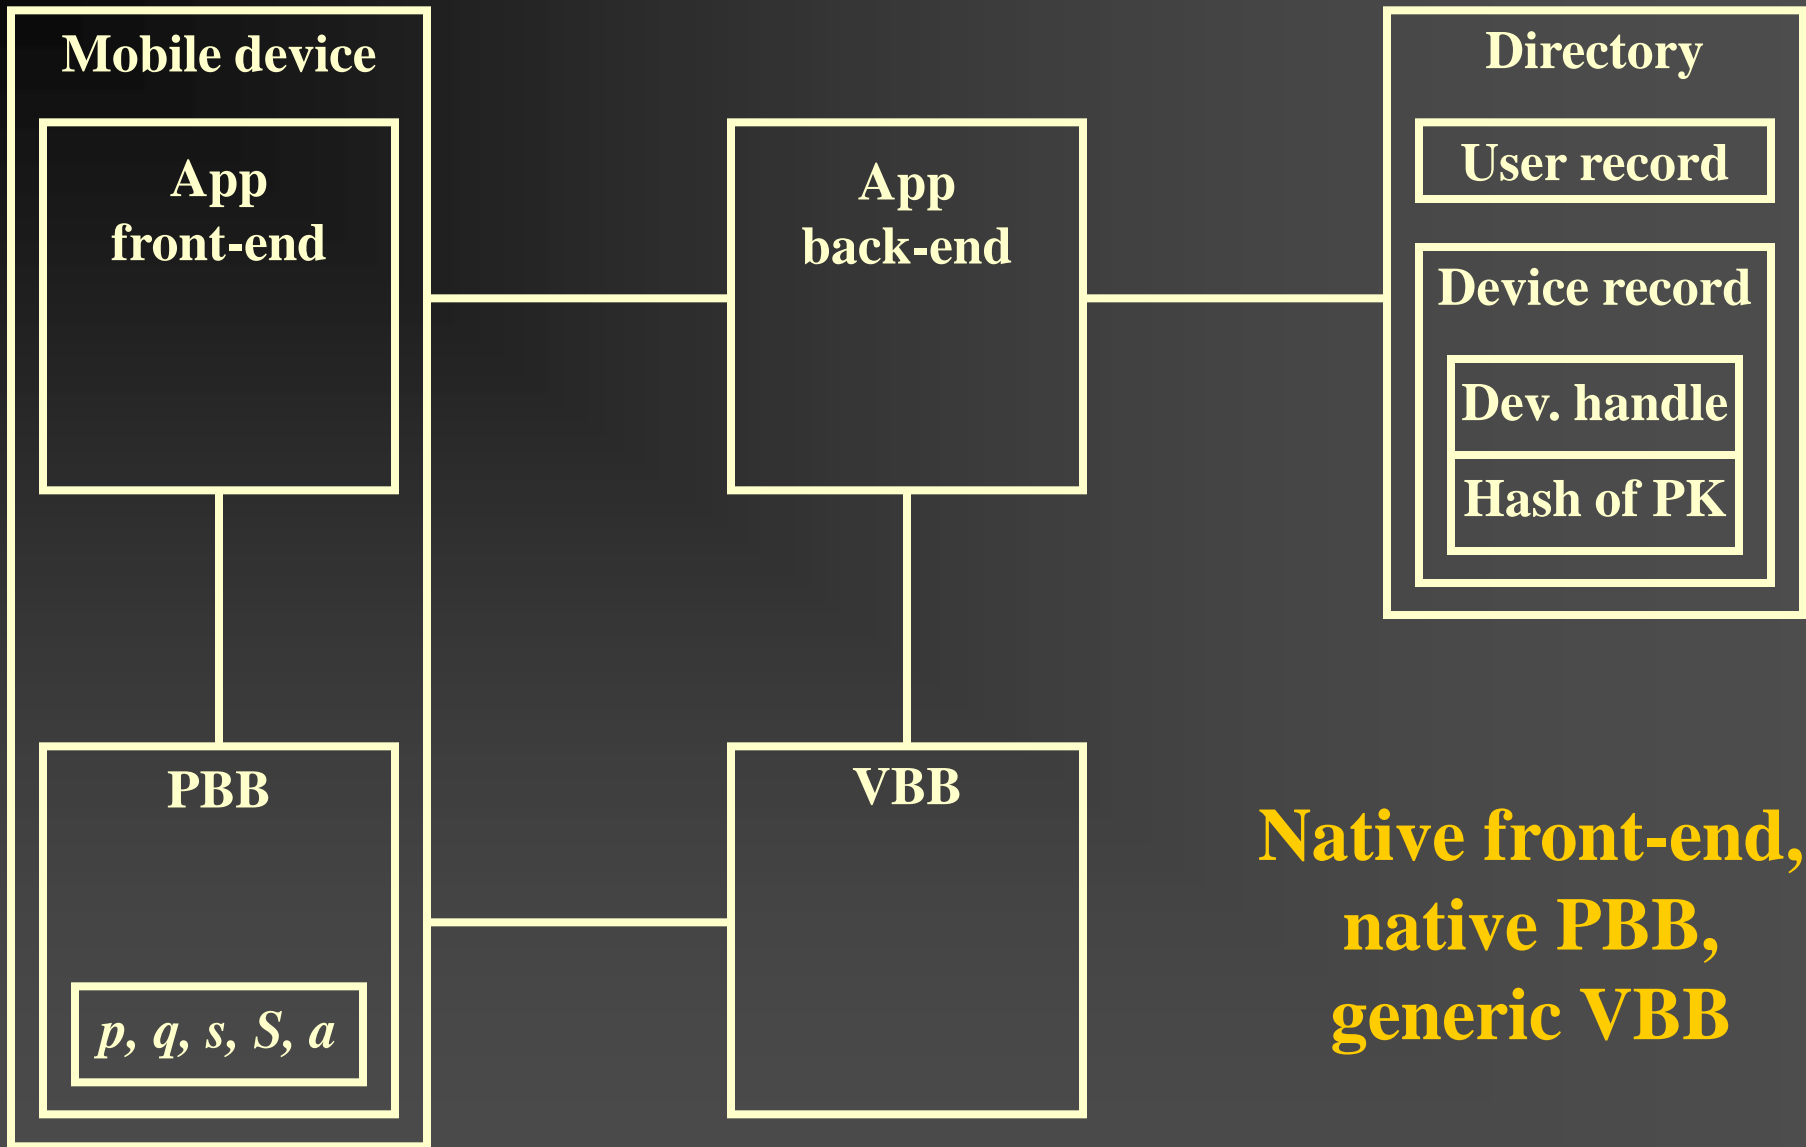 Mobile device
App
front-end
PBB
p, q, s, S, a
App
back-end
VBB
Directory
User record
Device record
Dev. handle
Hash of PK
Native front-end,
native PBB,
generic VBB